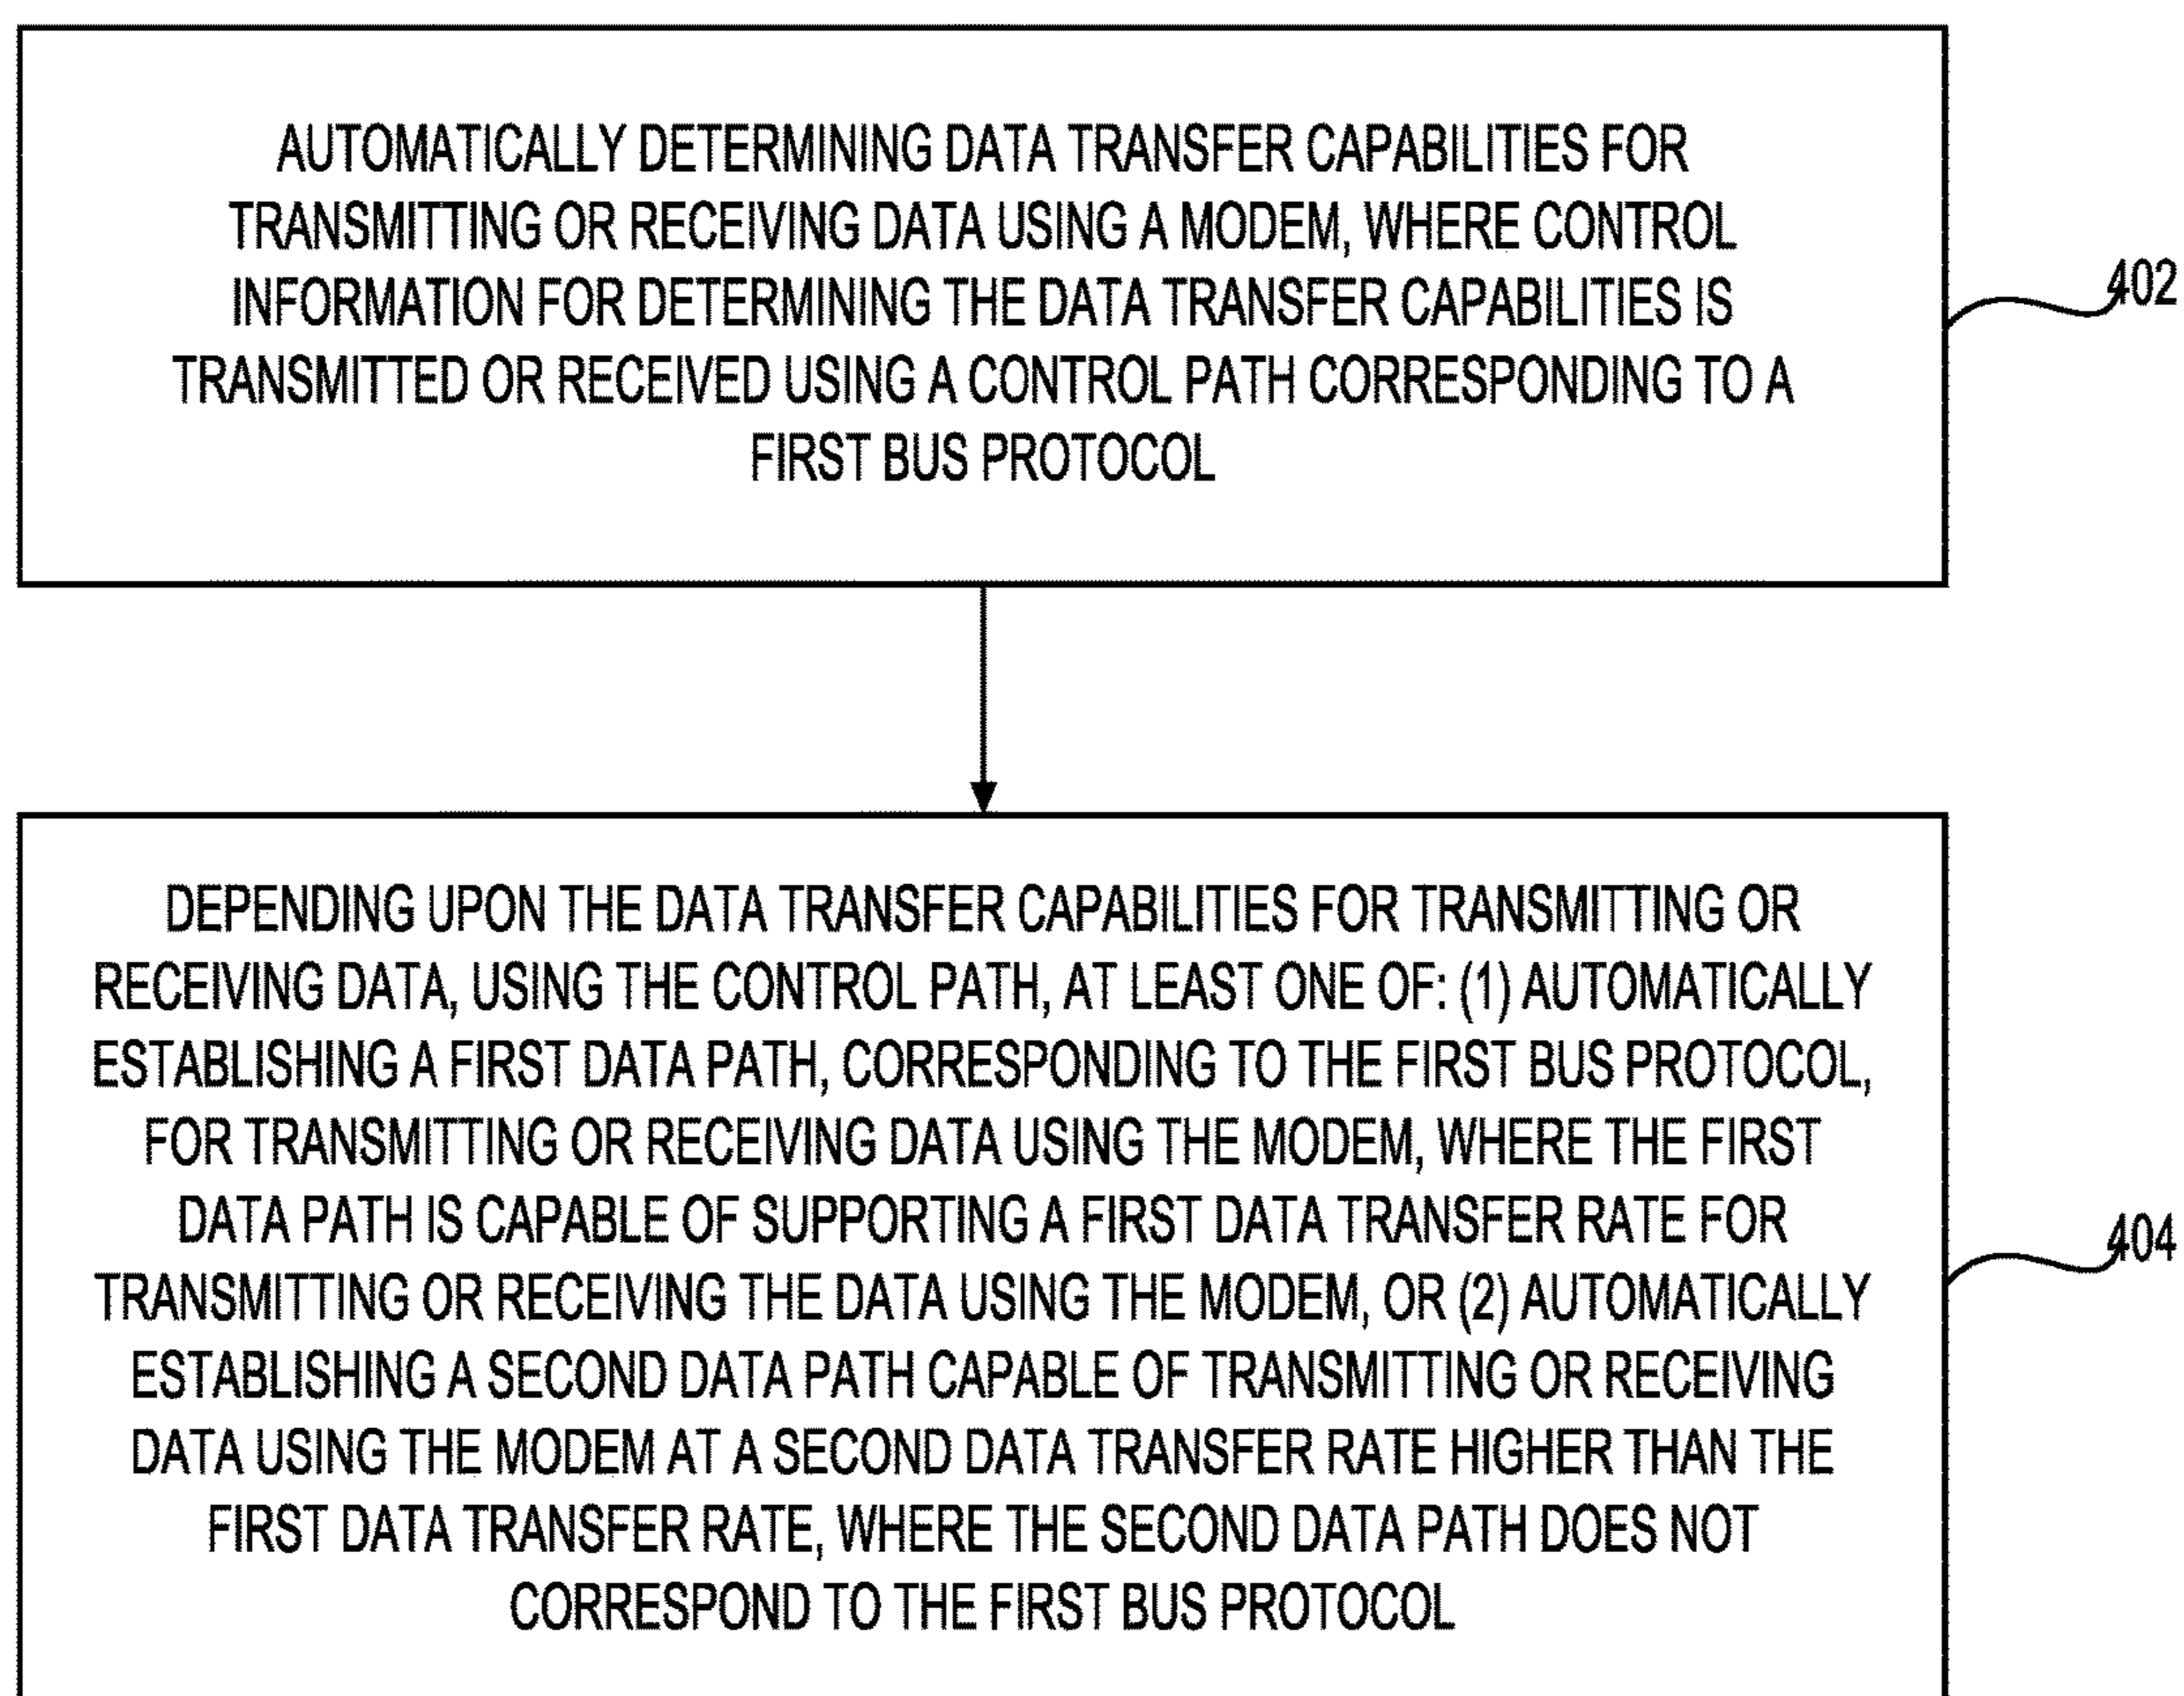 AUTOMATICALLY DETERMINING DATA TRANSFER CAPABILITIES FOR
TRANSMITTING OR RECEIVING DATA USING A MODEM, WHERE CONTROL
INFORMATION FOR DETERMINING THE DATA TRANSFER CAPABILITIES IS
TRANSMITTED OR RECEIVED USING A CONTROL PATH CORRESPONDING TO A
FIRST BUS PROTOCOL
402
DEPENDING UPON THE DATA TRANSFER CAPABILITIES FOR TRANSMITTING OR
RECEIVING DATA, USING THE CONTROL PATH, AT LEAST ONE OF: (1) AUTOMATICALLY
ESTABLISHING A FIRST DATA PATH, CORRESPONDING TO THE FIRST BUS PROTOCOL,
FOR TRANSMITTING OR RECEIVING DATA USING THE MODEM, WHERE THE FIRST
DATA PATH IS CAPABLE OF SUPPORTING A FIRST DATA TRANSFER RATE FOR
TRANSMITTING OR RECEIVING THE DATA USING THE MODEM, OR (2) AUTOMATICALLY
ESTABLISHING A SECOND DATA PATH CAPABLE OF TRANSMITTING OR RECEIVING
DATA USING THE MODEM AT A SECOND DATA TRANSFER RATE HIGHER THAN THE
FIRST DATA TRANSFER RATE, WHERE THE SECOND DATA PATH DOES NOT
CORRESPOND TO THE FIRST BUS PROTOCOL
404